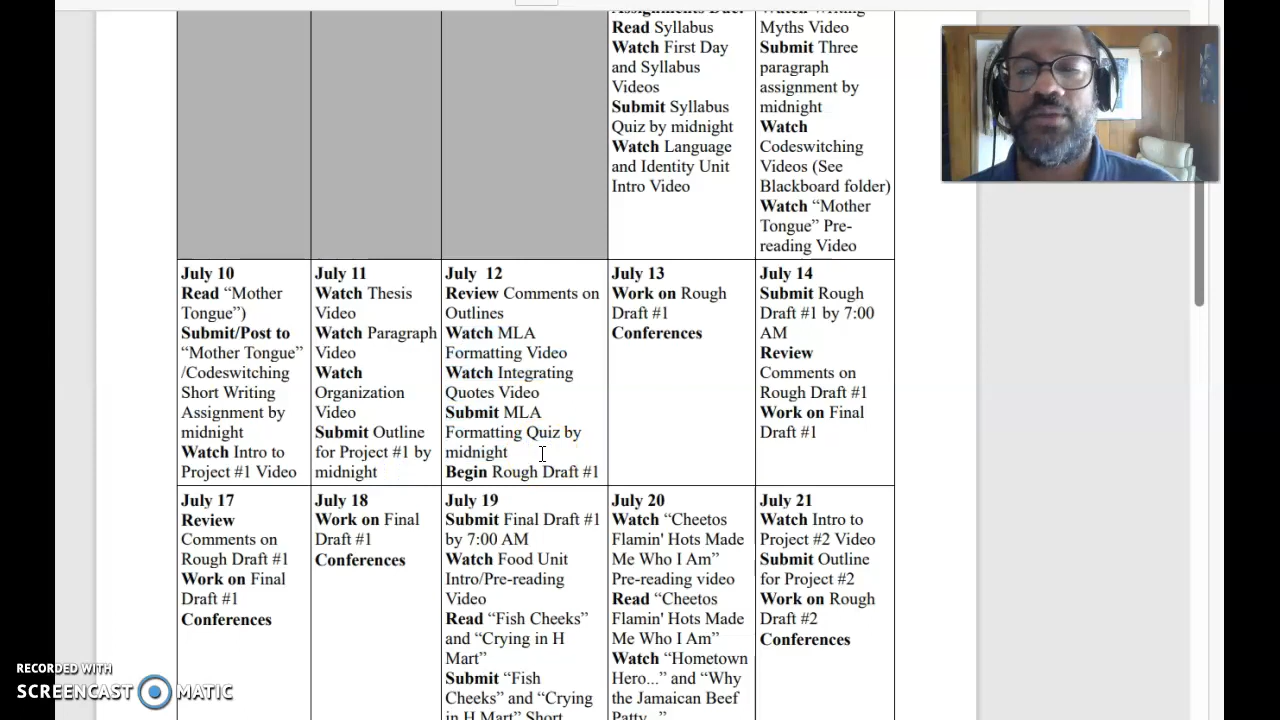 Assignments Due:
Read Syllabus
Watch First Day
and Syllabus
Videos
Submit Syllabus
Quiz by midnight
Watch Language
and Identity Unit
Intro Video
Watch Writing
Myths Video
Submit Three
paragraph
assignment by
midnight
Watch
Codeswitching
Videos (See
Blackboard folder)
Watch “Mother
Tongue” Pre-
reading Video
July 10
Read “Mother
Tongue”)
Submit/Post to
“Mother Tongue”
/Codeswitching
Short Writing
Assignment by
midnight
Watch Intro to
Project #1 Video
July 11
Watch Thesis
Video
Watch Paragraph
Video
Watch
Organization
Video
Submit Outline
for Project #1 by
midnight
July 12
Review Comments on
Outlines
Watch MLA
Formatting Video
Watch Integrating
Quotes Video
Submit MLA
Formatting Quiz by
midnight
Begin Rough Draft #1
July 13
Work on Rough
Draft #1
Conferences
July 14
Submit Rough
Draft #1 by 7:00
AM
Review
Comments on
Rough Draft #1
Work on Final
Draft #1
July 17
Review
Comments on
Rough Draft #1
Work on Final
Draft #1
Conferences
July 18
Work on Final
Draft #1
Conferences
July 19
Submit Final Draft #1
by 7:00 AM
Watch Food Unit
Intro/Pre-reading
Video
Read “Fish Cheeks”
and “Crying in H
Mart”
Submit “Fish
Cheeks” and “Crying
in H Mart” Short
July 20
Watch “Cheetos
Flamin' Hots Made
Me Who I Am”
Pre-reading video
Read “Cheetos
Flamin' Hots Made
Me Who I Am”
Watch “Hometown
Hero...” and “Why
the Jamaican Beef
Patty...”
July 21
Watch Intro to
Project #2 Video
Submit Outline
for Project #2
Work on Rough
Draft #2
Conferences
RECORDED WITH
SCREENCAST MATIC